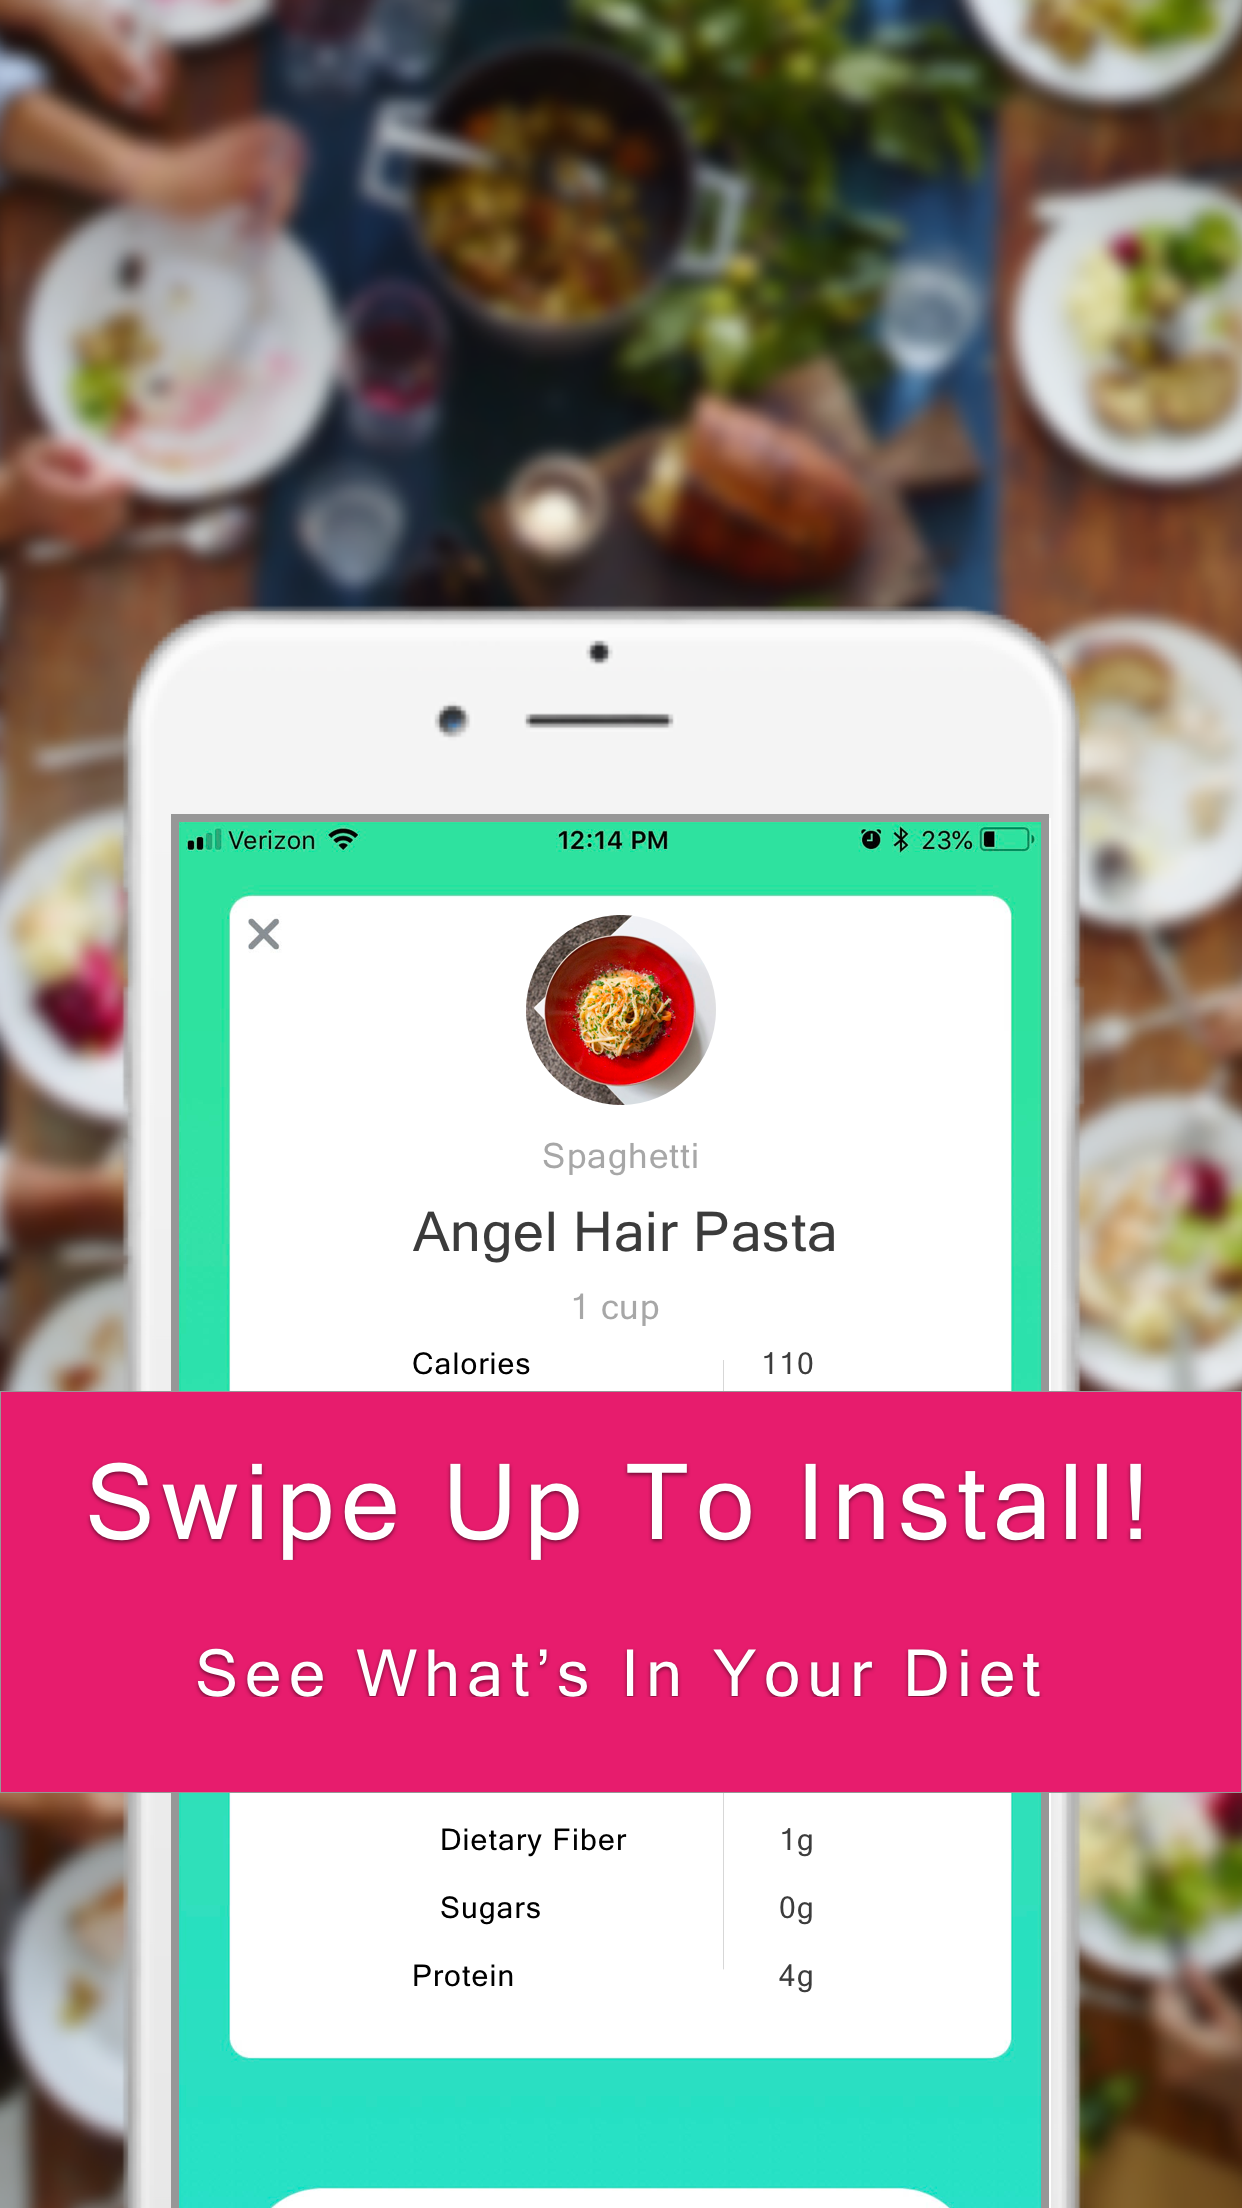 Verizon 12:14 PM 23%
Spaghetti
Angel Hair Pasta
1 cup
Calories 110
Swipe Up To Install!
See What’s In Your Diet
Dietary Fiber 1g
Sugars 0g
Protein 4g